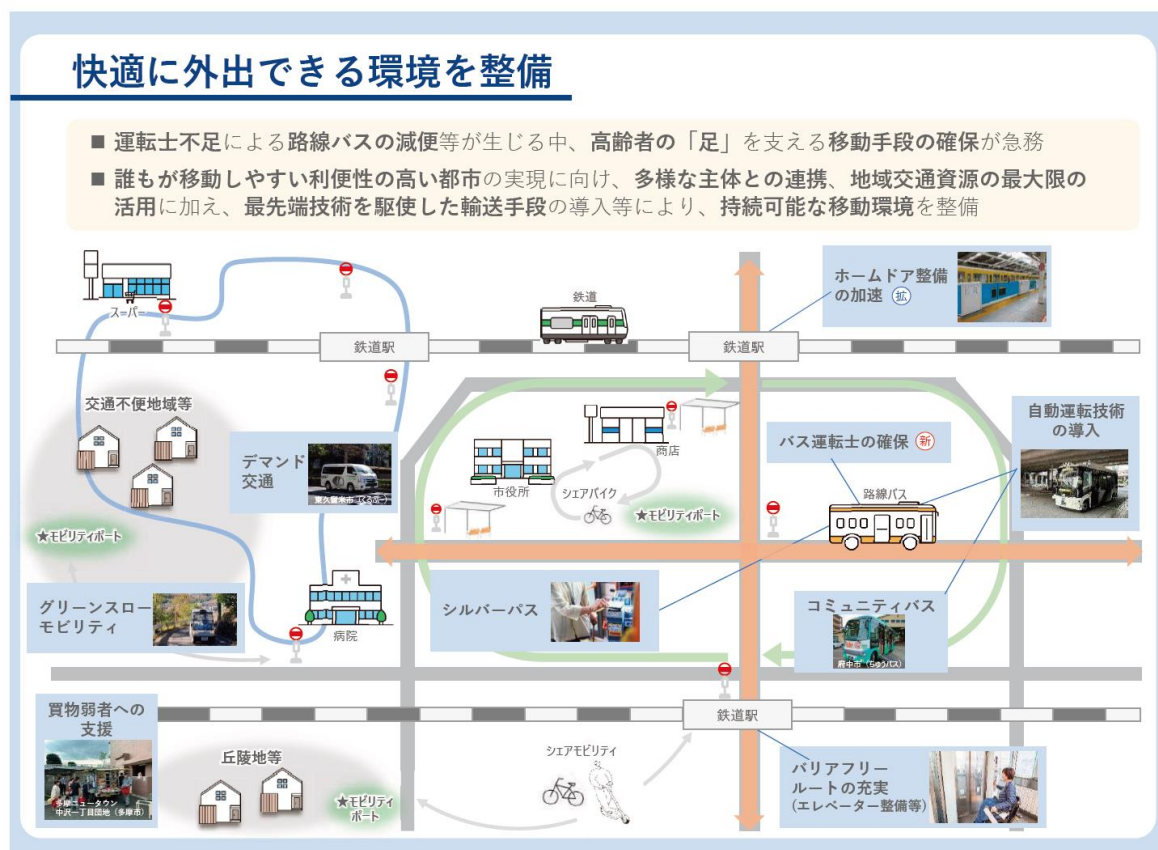 快適に外出できる環境を整備
■ 運転士不足による路線バスの減便等が生じる中、高齢者の「足」を支える移動手段の確保が急務
■ 誰もが移動しやすい利便性の高い都市の実現に向け、多様な主体との連携、地域交通資源の最大限の
活用に加え、最先端技術を駆使した輸送手段の導入等により、持続可能な移動環境を整備
スーパー
鉄道
ホームドア整備
の加速 拡
鉄道駅
鉄道駅
交通不便地域等
デマンド
交通
東久留米市（くるぶー）
市役所
商店
シェアバイク
★モビリティポート
バス運転士の確保 新
路線バス
自動運転技術
の導入
★モビリティポート
グリーンスロー
モビリティ
病院
シルバーパス
コミュニティバス
府中市（ちゅうバス）
買物弱者への
支援
多摩ニュータウン
中沢一丁目団地（多摩市）
丘陵地等
★モビリティ
ポート
シェアモビリティ
鉄道駅
バリアフリー
ルートの充実
(エレベーター整備等)